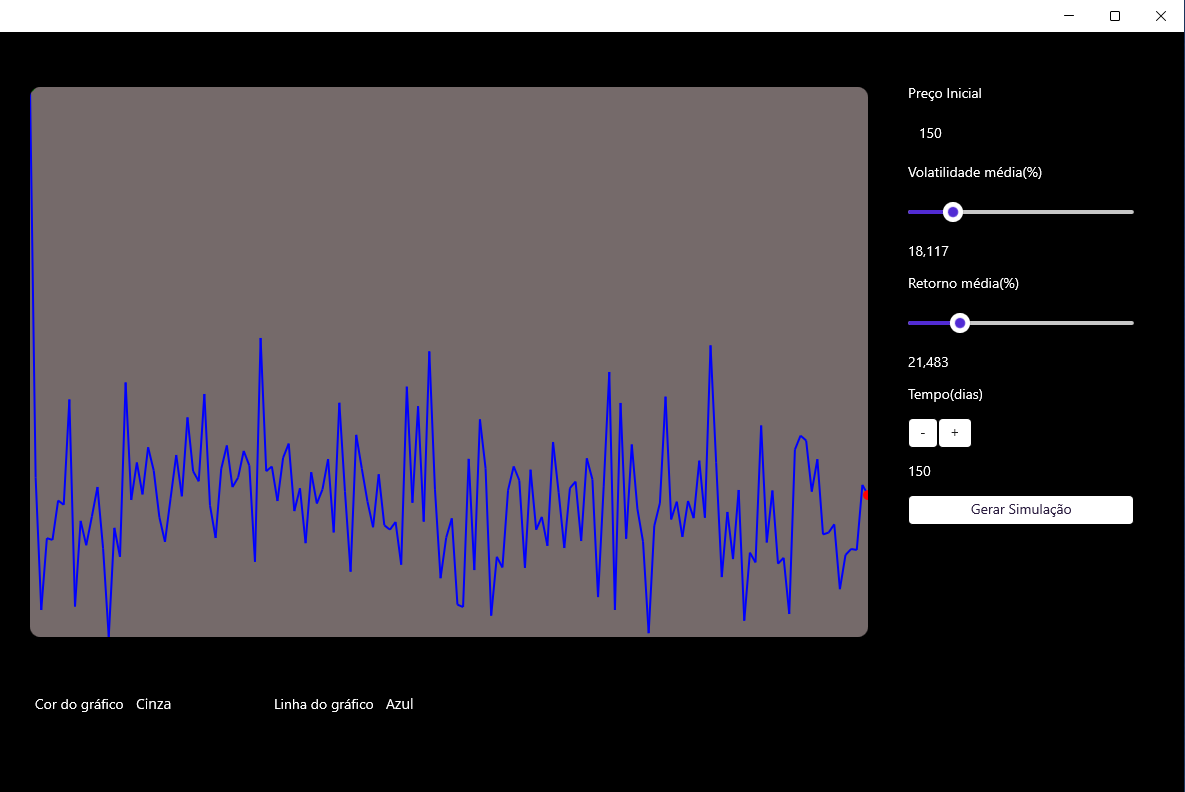 Preço Inicial
150
Volatilidade média(%)
18,117
Retorno média(%)
21,483
Tempo(dias)
- +
150
Gerar Simulação
Cor do gráfico Cinza Linha do gráfico Azul